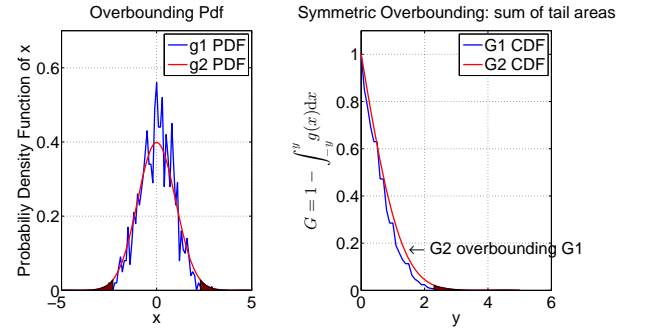 Overbounding Pdf
g1 PDF
g2 PDF
Probability Density Function of x
0.6
0.4
0.2
0
−5
0
5
x
Symmetric Overbounding: sum of tail areas
G1 CDF
G2 CDF
G = 1 − ∫_{−y}^{y} g(x)dx
1
0.8
0.6
0.4
0.2
0
← G2 overbounding G1
0
2
4
6
y